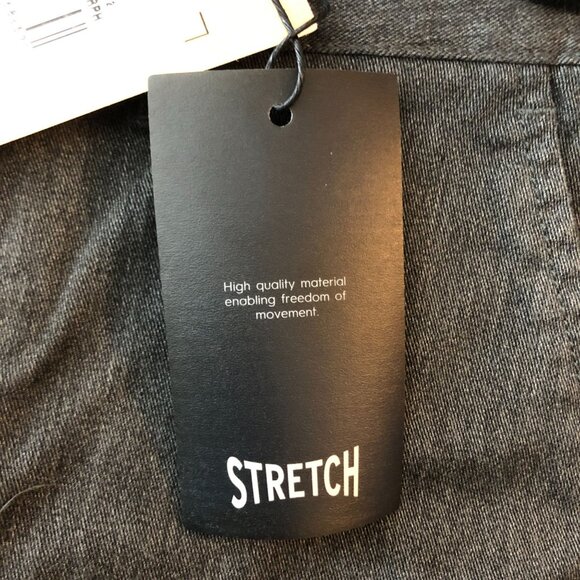 High quality material
enabling freedom of
movement.
STRETCH